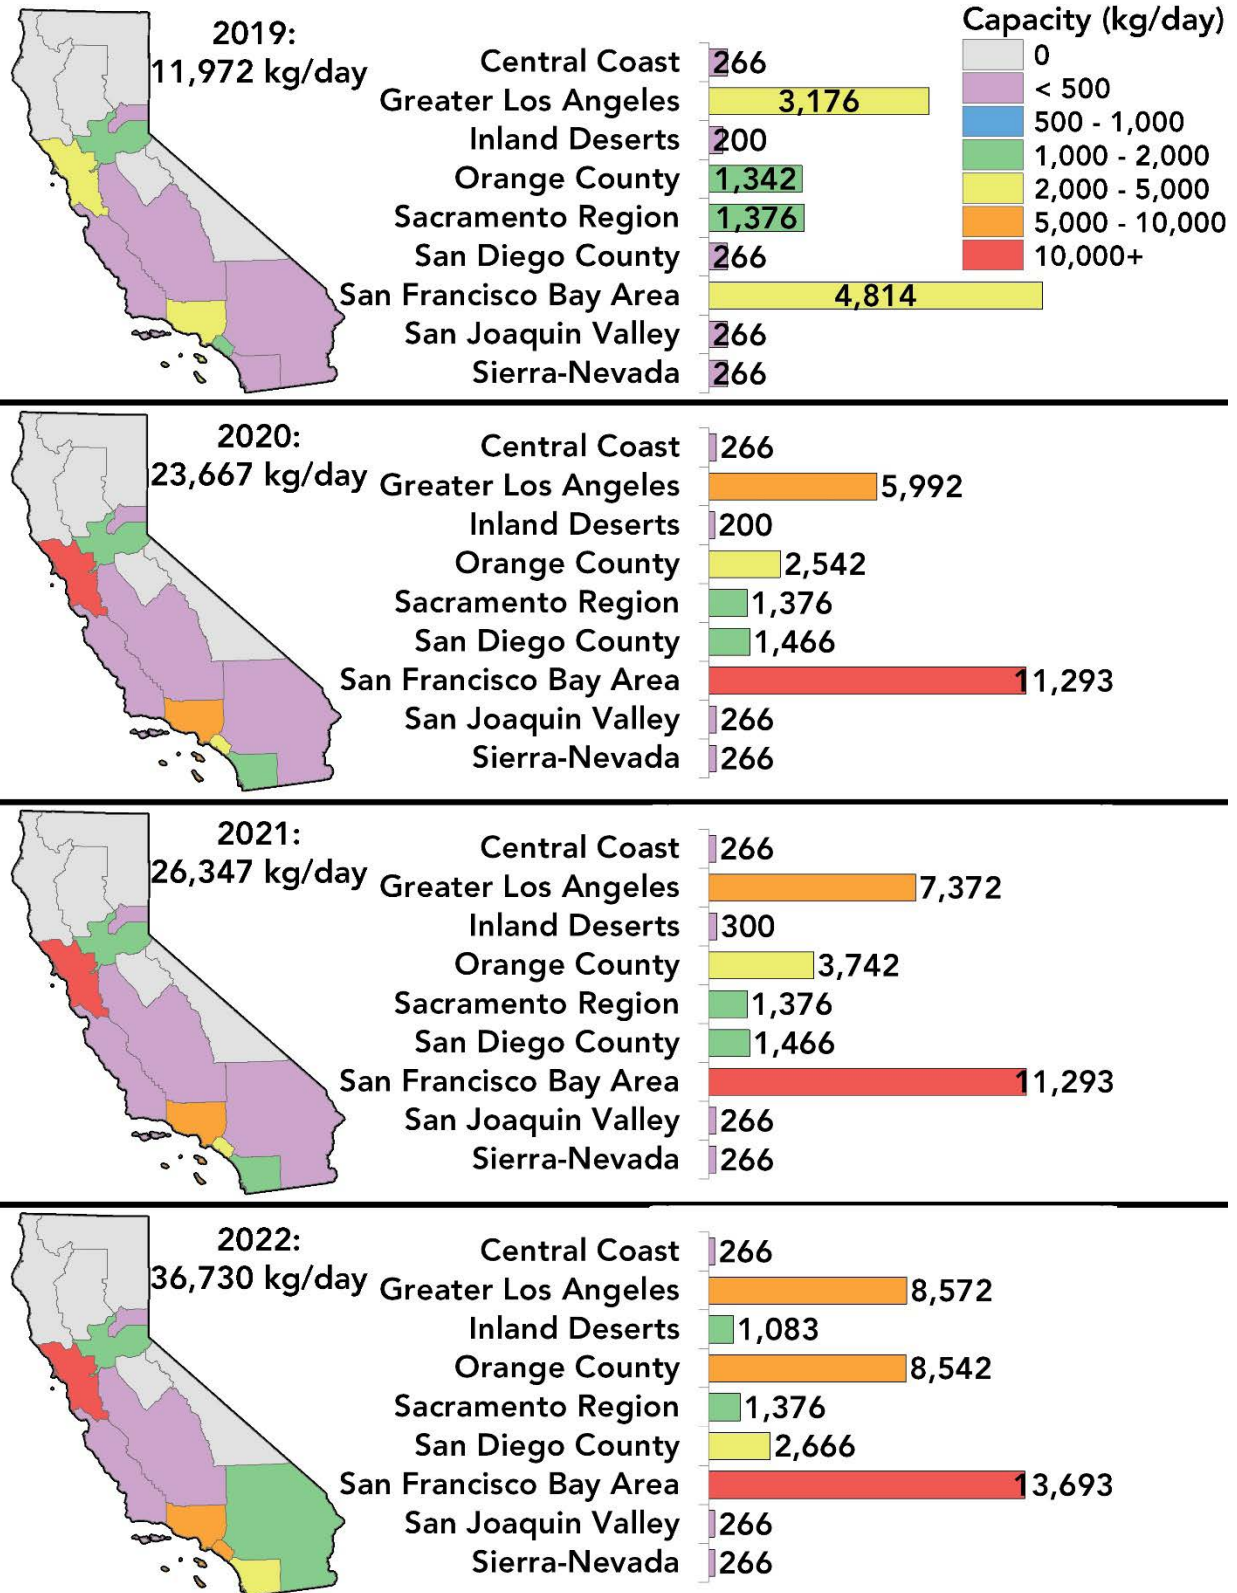 2019:
11,972 kg/day
Central Coast 266
Greater Los Angeles 3,176
Inland Deserts 200
Orange County 1,342
Sacramento Region 1,376
San Diego County 266
San Francisco Bay Area 4,814
San Joaquin Valley 266
Sierra-Nevada 266
Capacity (kg/day)
0
< 500
500 - 1,000
1,000 - 2,000
2,000 - 5,000
5,000 - 10,000
10,000+
2020:
23,667 kg/day
Central Coast 266
Greater Los Angeles 5,992
Inland Deserts 200
Orange County 2,542
Sacramento Region 1,376
San Diego County 1,466
San Francisco Bay Area 11,293
San Joaquin Valley 266
Sierra-Nevada 266
2021:
26,347 kg/day
Central Coast 266
Greater Los Angeles 7,372
Inland Deserts 300
Orange County 3,742
Sacramento Region 1,376
San Diego County 1,466
San Francisco Bay Area 11,293
San Joaquin Valley 266
Sierra-Nevada 266
2022:
36,730 kg/day
Central Coast 266
Greater Los Angeles 8,572
Inland Deserts 1,083
Orange County 8,542
Sacramento Region 1,376
San Diego County 2,666
San Francisco Bay Area 13,693
San Joaquin Valley 266
Sierra-Nevada 266